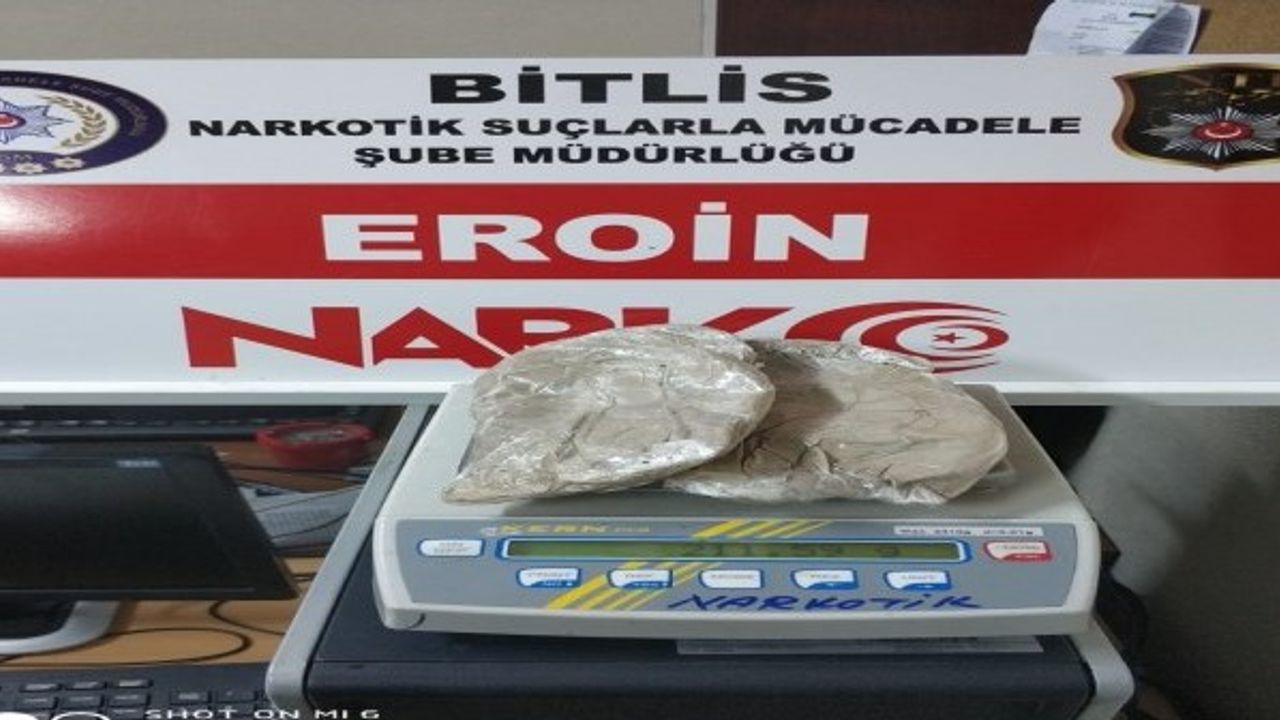 BİTLİS
NARKOTİK SUÇLARLA MÜCADELE
ŞUBE MÜDÜRLÜĞÜ
EROİN
NARKO
KERN
NARKOTİK
SHOT ON MI 6